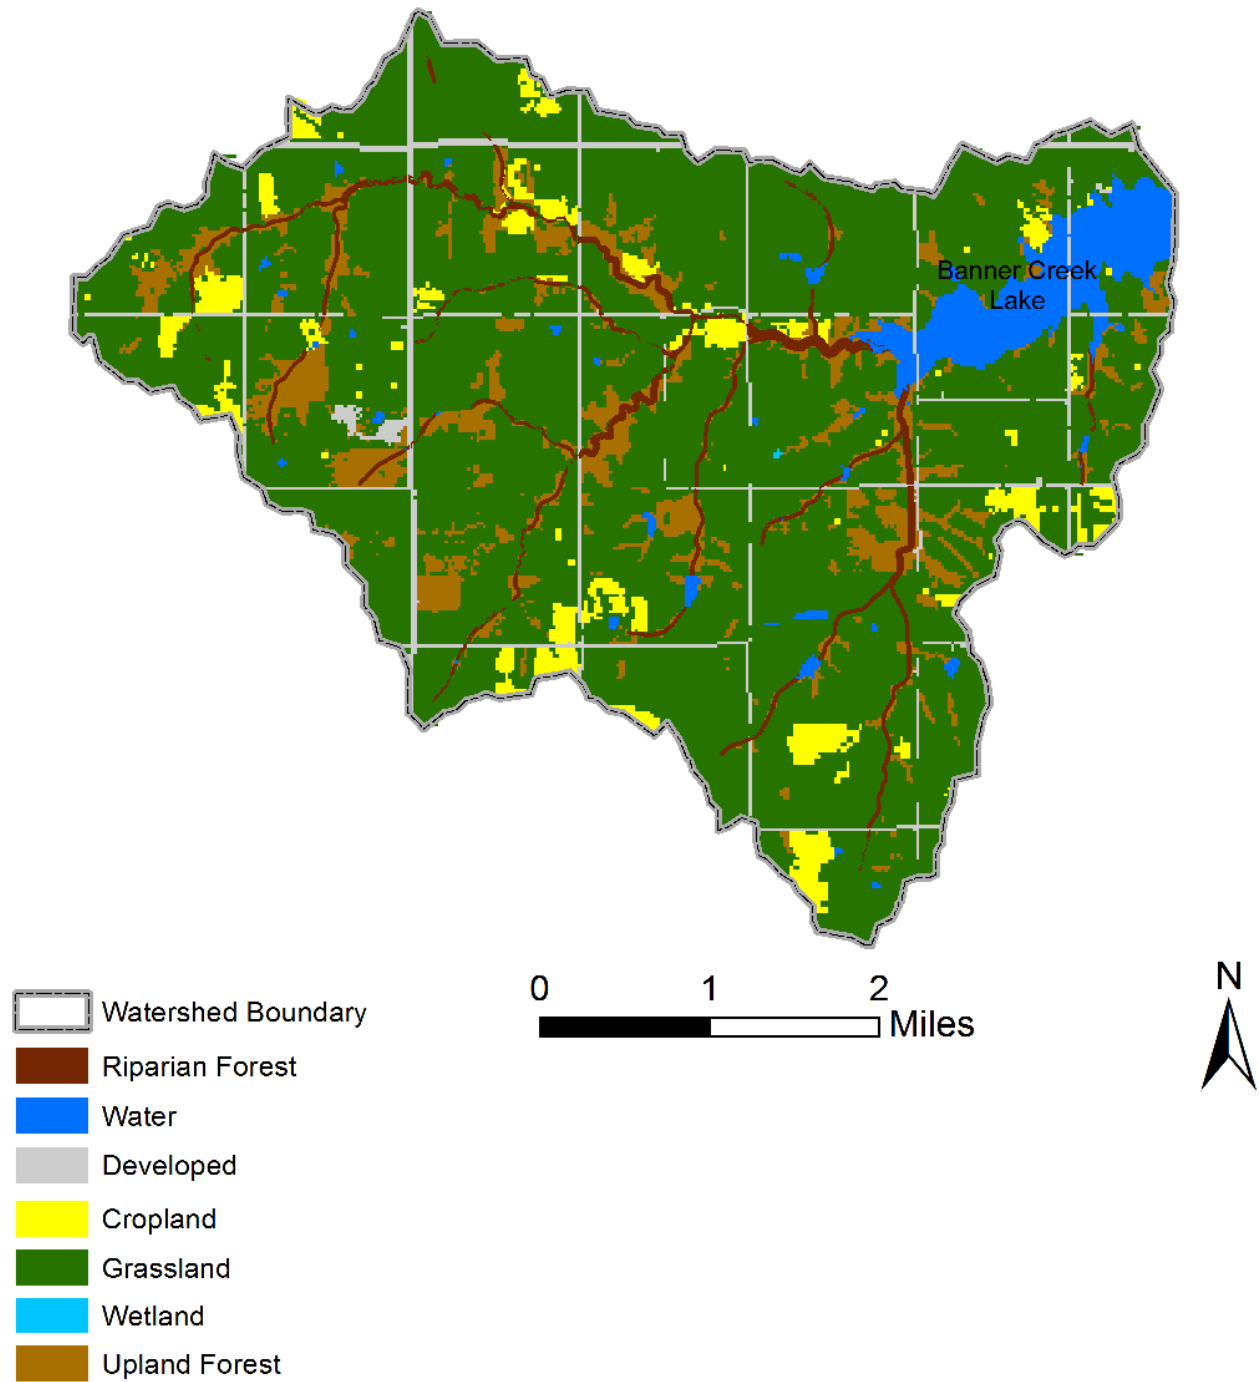 Banner Creek
Lake
N
0 1 2
Miles
Watershed Boundary
Riparian Forest
Water
Developed
Cropland
Grassland
Wetland
Upland Forest